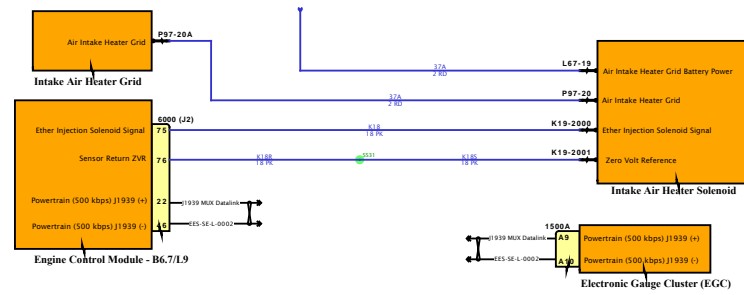 P97-20A
Air Intake Heater Grid
Intake Air Heater Grid
37A
2 RD
L67-19
Air Intake Heater Grid Battery Power
37A
2 RD
P97-20
Air Intake Heater Grid
6000 (J2)
Ether Injection Solenoid Signal
75
K18
18 PK
K19-2000
Ether Injection Solenoid Signal
Sensor Return ZVR
76
K18R
18 PK
S531
K18S
18 PK
K19-2001
Zero Volt Reference
Intake Air Heater Solenoid
Powertrain (500 kbps) J1939 (+)
22
J1939 MUX Datalink
Powertrain (500 kbps) J1939 (-)
46
EES-SE-L-0002
Engine Control Module - B6.7/L9
1500A
J1939 MUX Datalink
A9
Powertrain (500 kbps) J1939 (+)
EES-SE-L-0002
A10
Powertrain (500 kbps) J1939 (-)
Electronic Gauge Cluster (EGC)